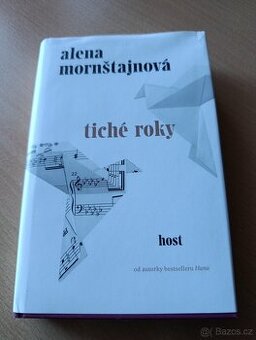 alena
mornštajnová
tiché roky
host
od autorky bestselleru Hana
Bazos.cz